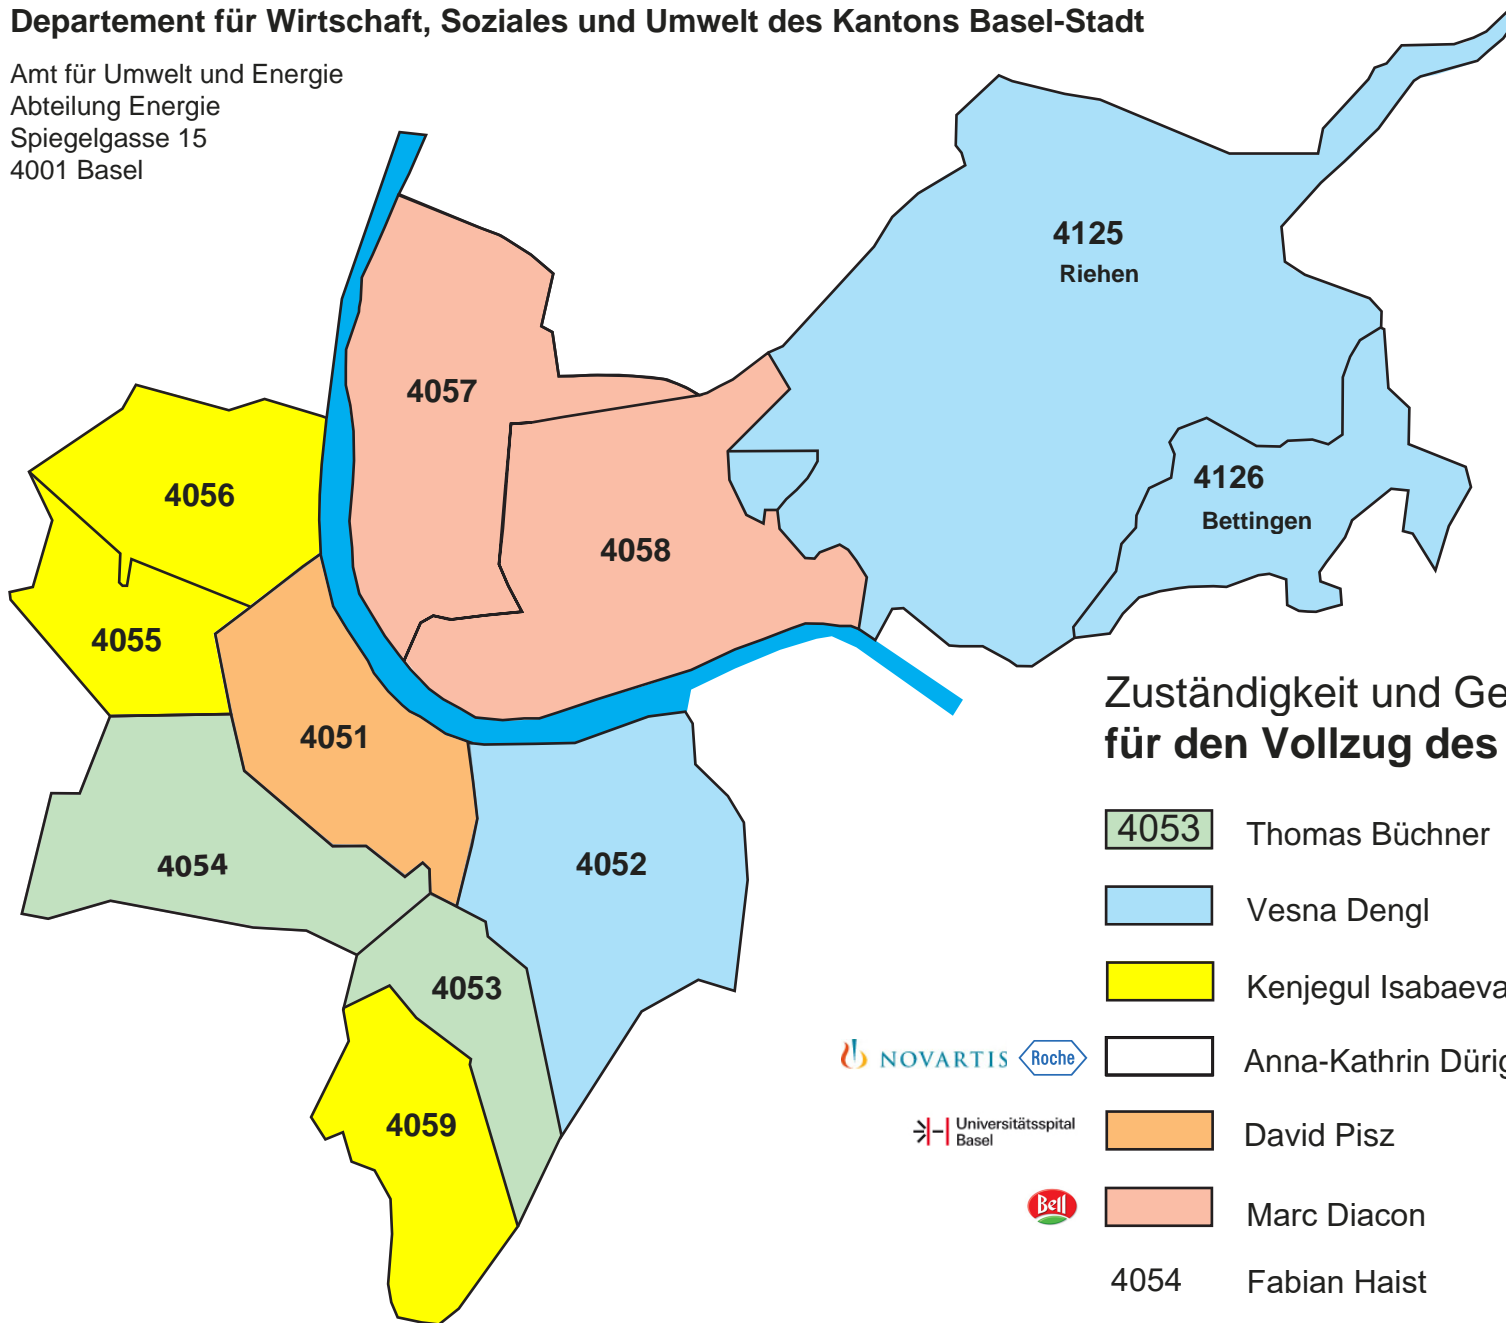 Departement für Wirtschaft, Soziales und Umwelt des Kantons Basel-Stadt
Amt für Umwelt und Energie
Abteilung Energie
Spiegelgasse 15
4001 Basel
4125
Riehen
4057
4126
Bettingen
4056
4058
4055
4051
4054
4052
4053
4059
Zuständigkeit und Ge
für den Vollzug des
4053 Thomas Büchner
Vesna Dengl
Kenjegul Isabaeva
NOVARTIS Roche Anna-Kathrin Dürig
Universitätsspital
Basel
David Pisz
Bell Marc Diacon
4054 Fabian Haist